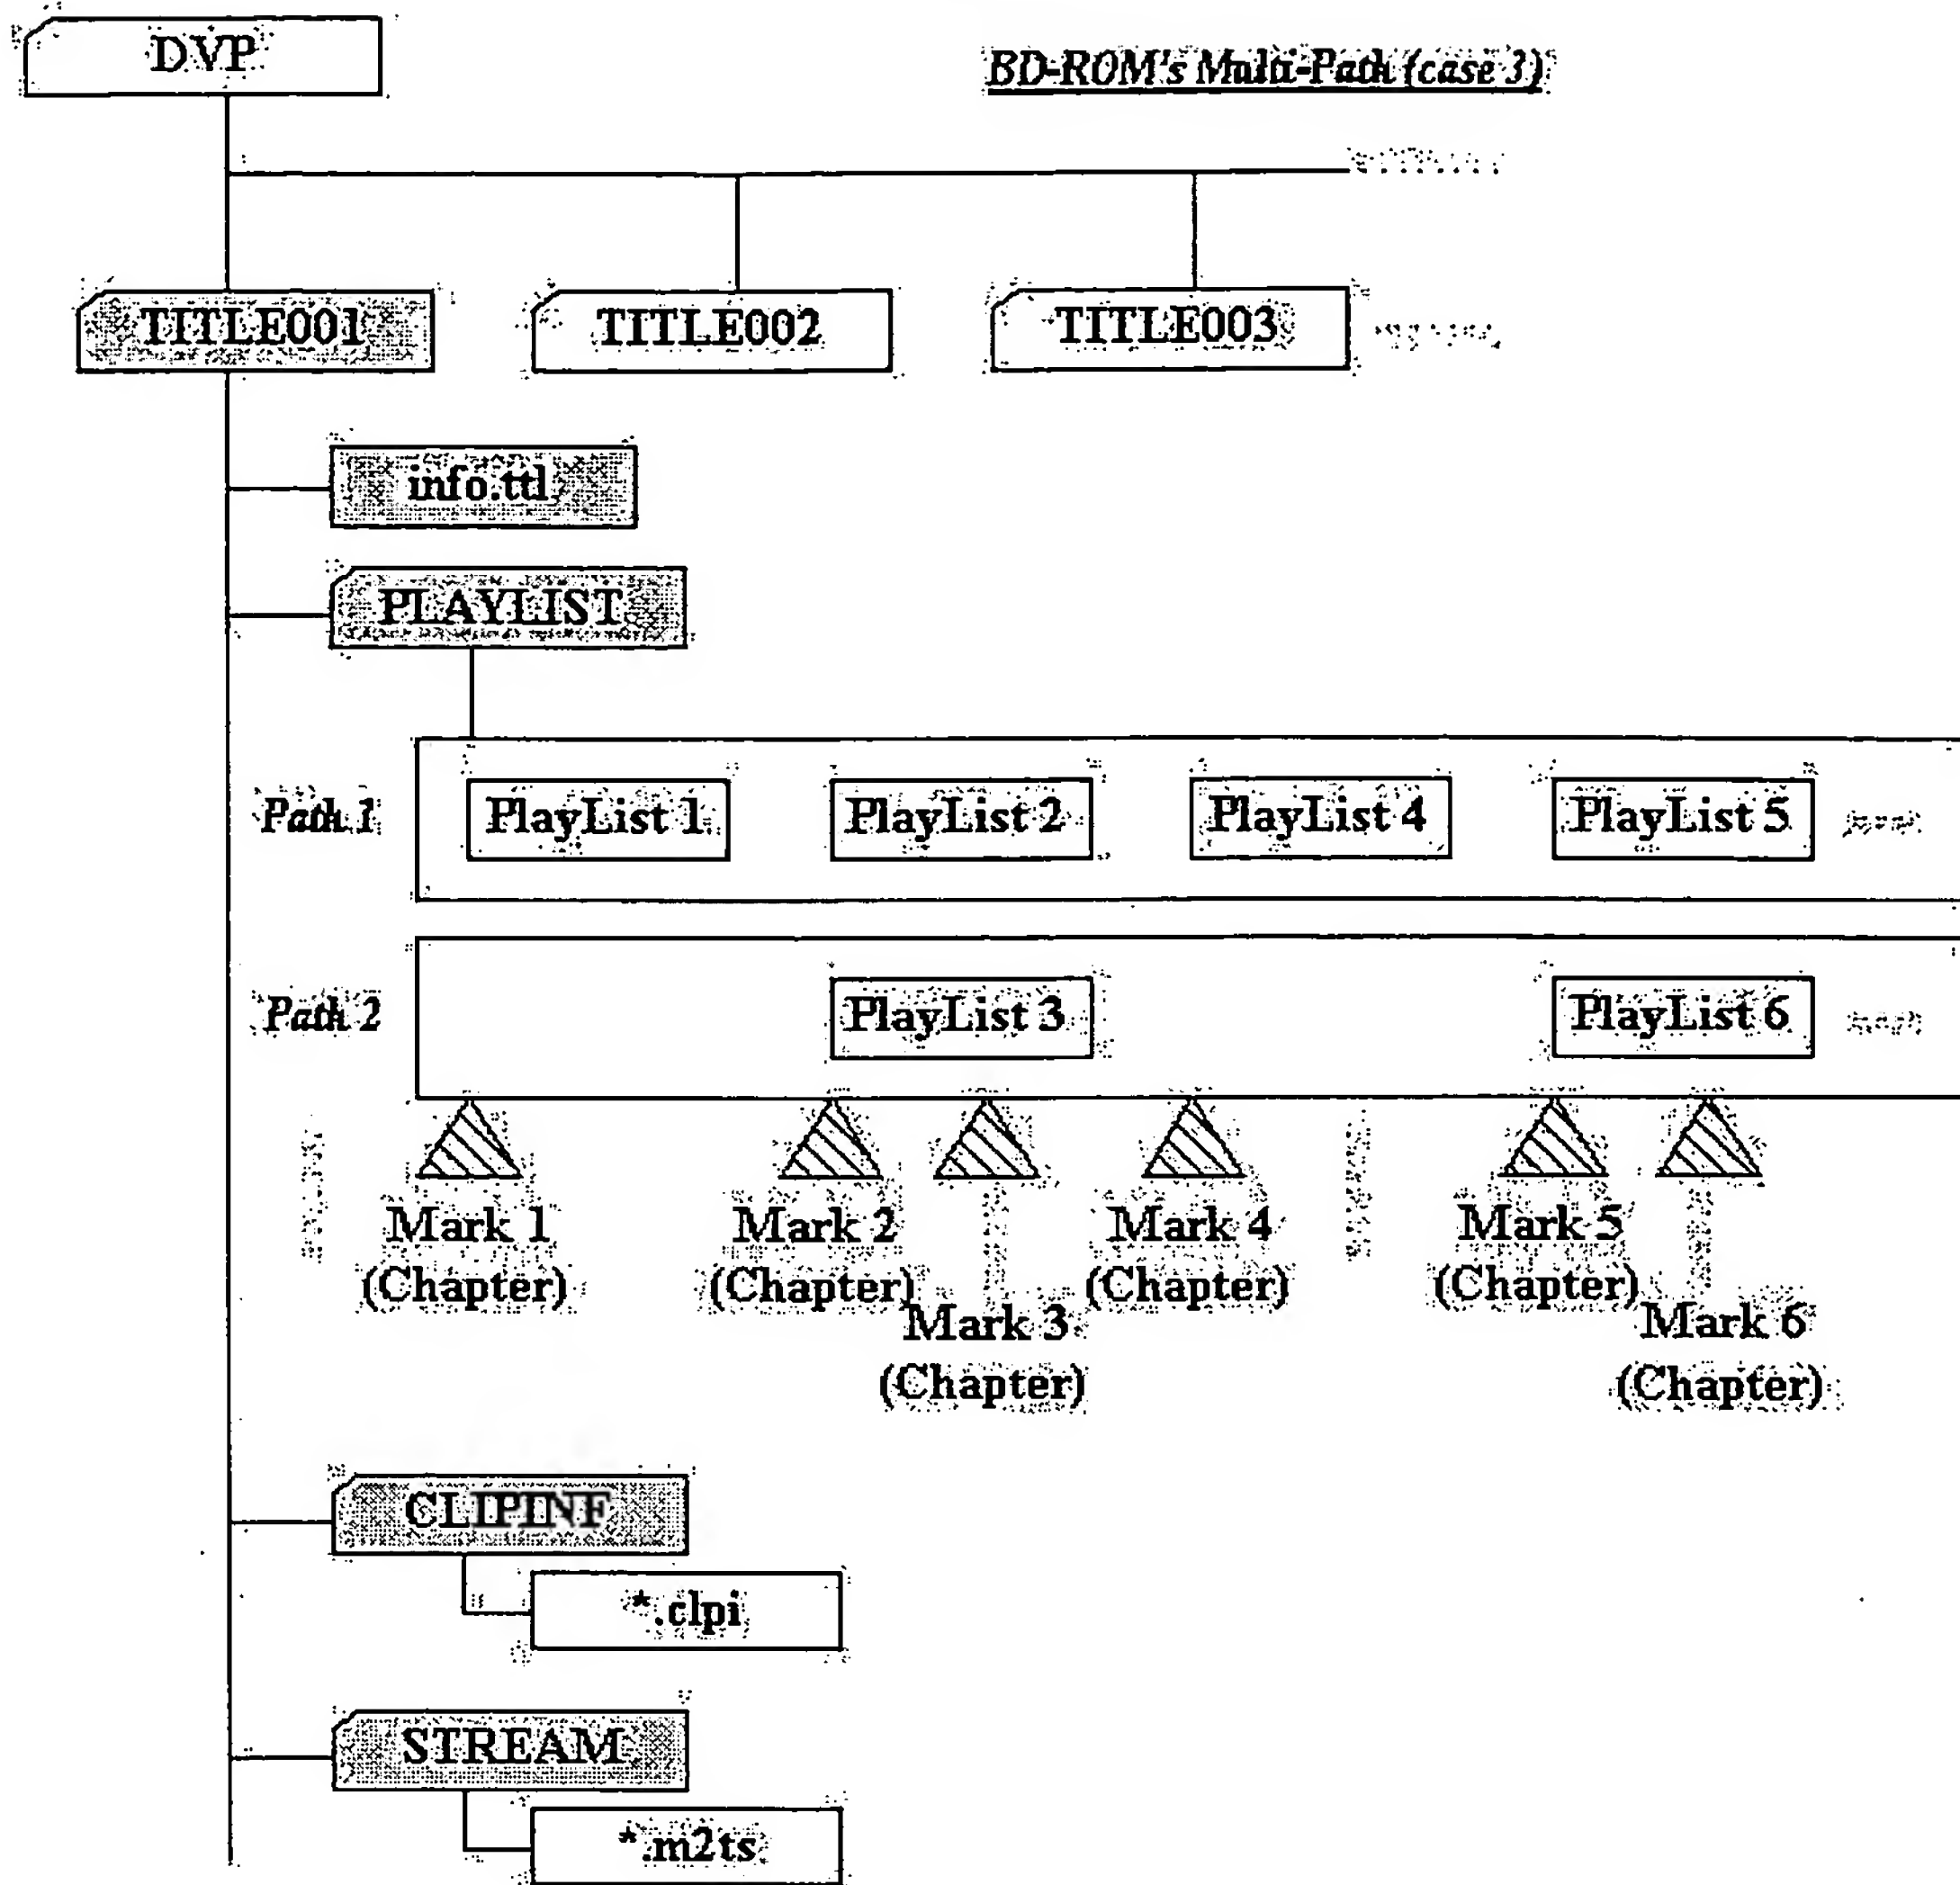 DVP
BD-ROM's Multi-Path (case 3)
TITLE001
TITLE002
TITLE003
info.ttl
PLAYLIST
Path 1
PlayList 1
PlayList 2
PlayList 4
PlayList 5
Path 2
PlayList 3
PlayList 6
Mark 1
(Chapter)
Mark 2
(Chapter)
Mark 3
(Chapter)
Mark 4
(Chapter)
Mark 5
(Chapter)
Mark 6
(Chapter)
CLIPINF
*.clpi
STREAM
*.m2ts